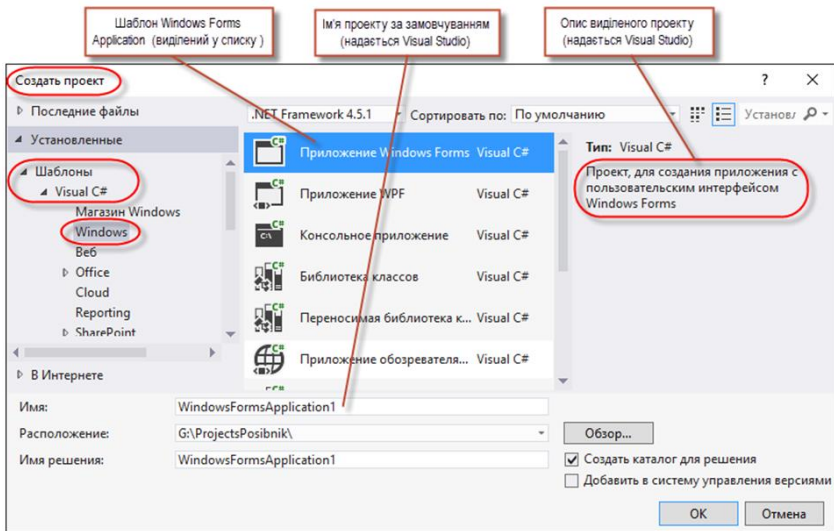 Шаблон Windows Forms
Application (виділений у списку )
Ім'я проекту за замовчуванням
(надається Visual Studio)
Опис виділеного проекту
(надається Visual Studio)
Создать проект
? ×
Последние файлы
.NET Framework 4.5.1
Сортировать по: По умолчанию
Установл
Установленные
Шаблоны
Visual C#
Магазин Windows
Windows
Веб
Office
Cloud
Reporting
SharePoint
В Интернете
Приложение Windows Forms Visual C#
Приложение WPF Visual C#
Консольное приложение Visual C#
Библиотека классов Visual C#
Переносимая библиотека к... Visual C#
Приложение обозревателя... Visual C#
Тип: Visual C#
Проект, для создания приложения с
пользовательским интерфейсом
Windows Forms
Имя: WindowsFormsApplication1
Расположение: G:\ProjectsPosibnik\
Обзор...
Имя решения: WindowsFormsApplication1
Создать каталог для решения
Добавить в систему управления версиями
ОК Отмена